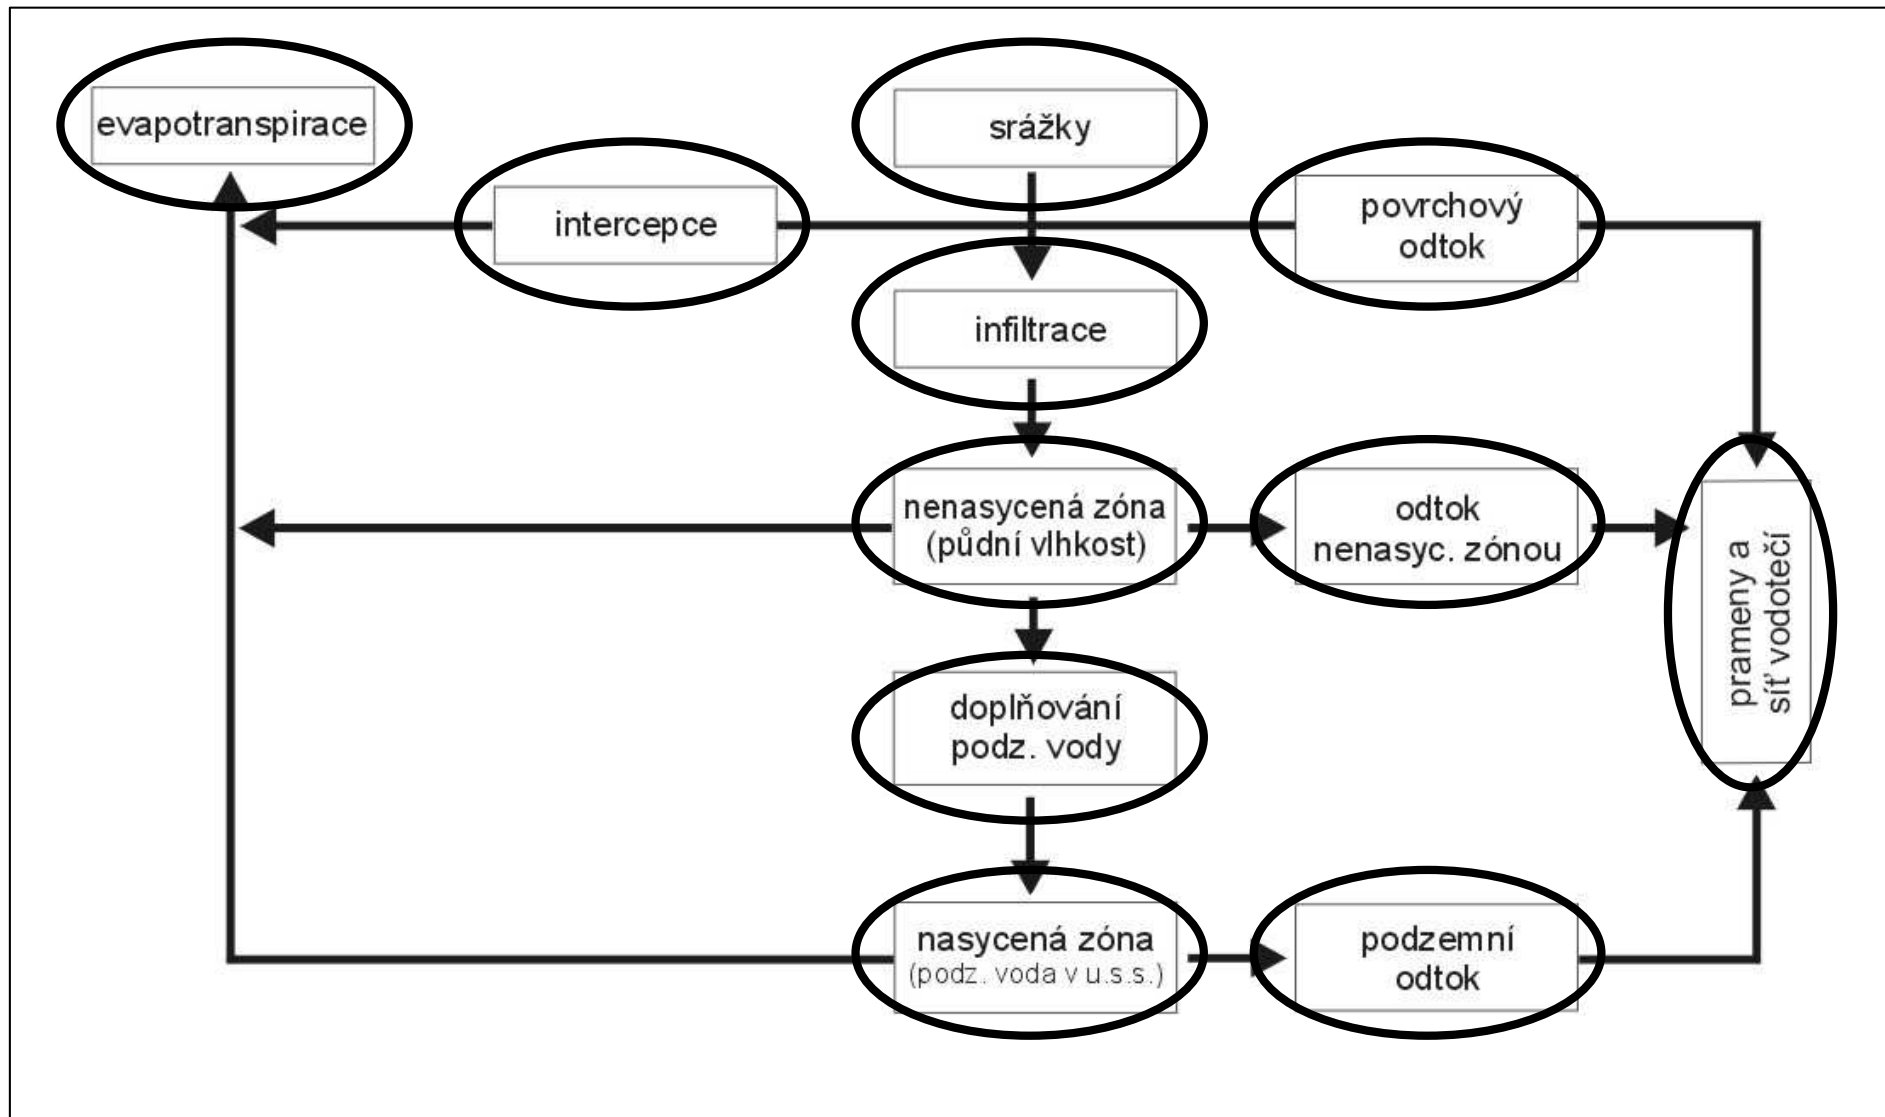 evapotranspirace
srážky
intercepce
povrchový
odtok
infiltrace
nenasycená zóna
(půdní vlhkost)
odtok
nenasyc. zónou
prameny a
síť vodotečí
doplňování
podz. vody
nasycená zóna
(podz. voda v u.s.s.)
podzemní
odtok